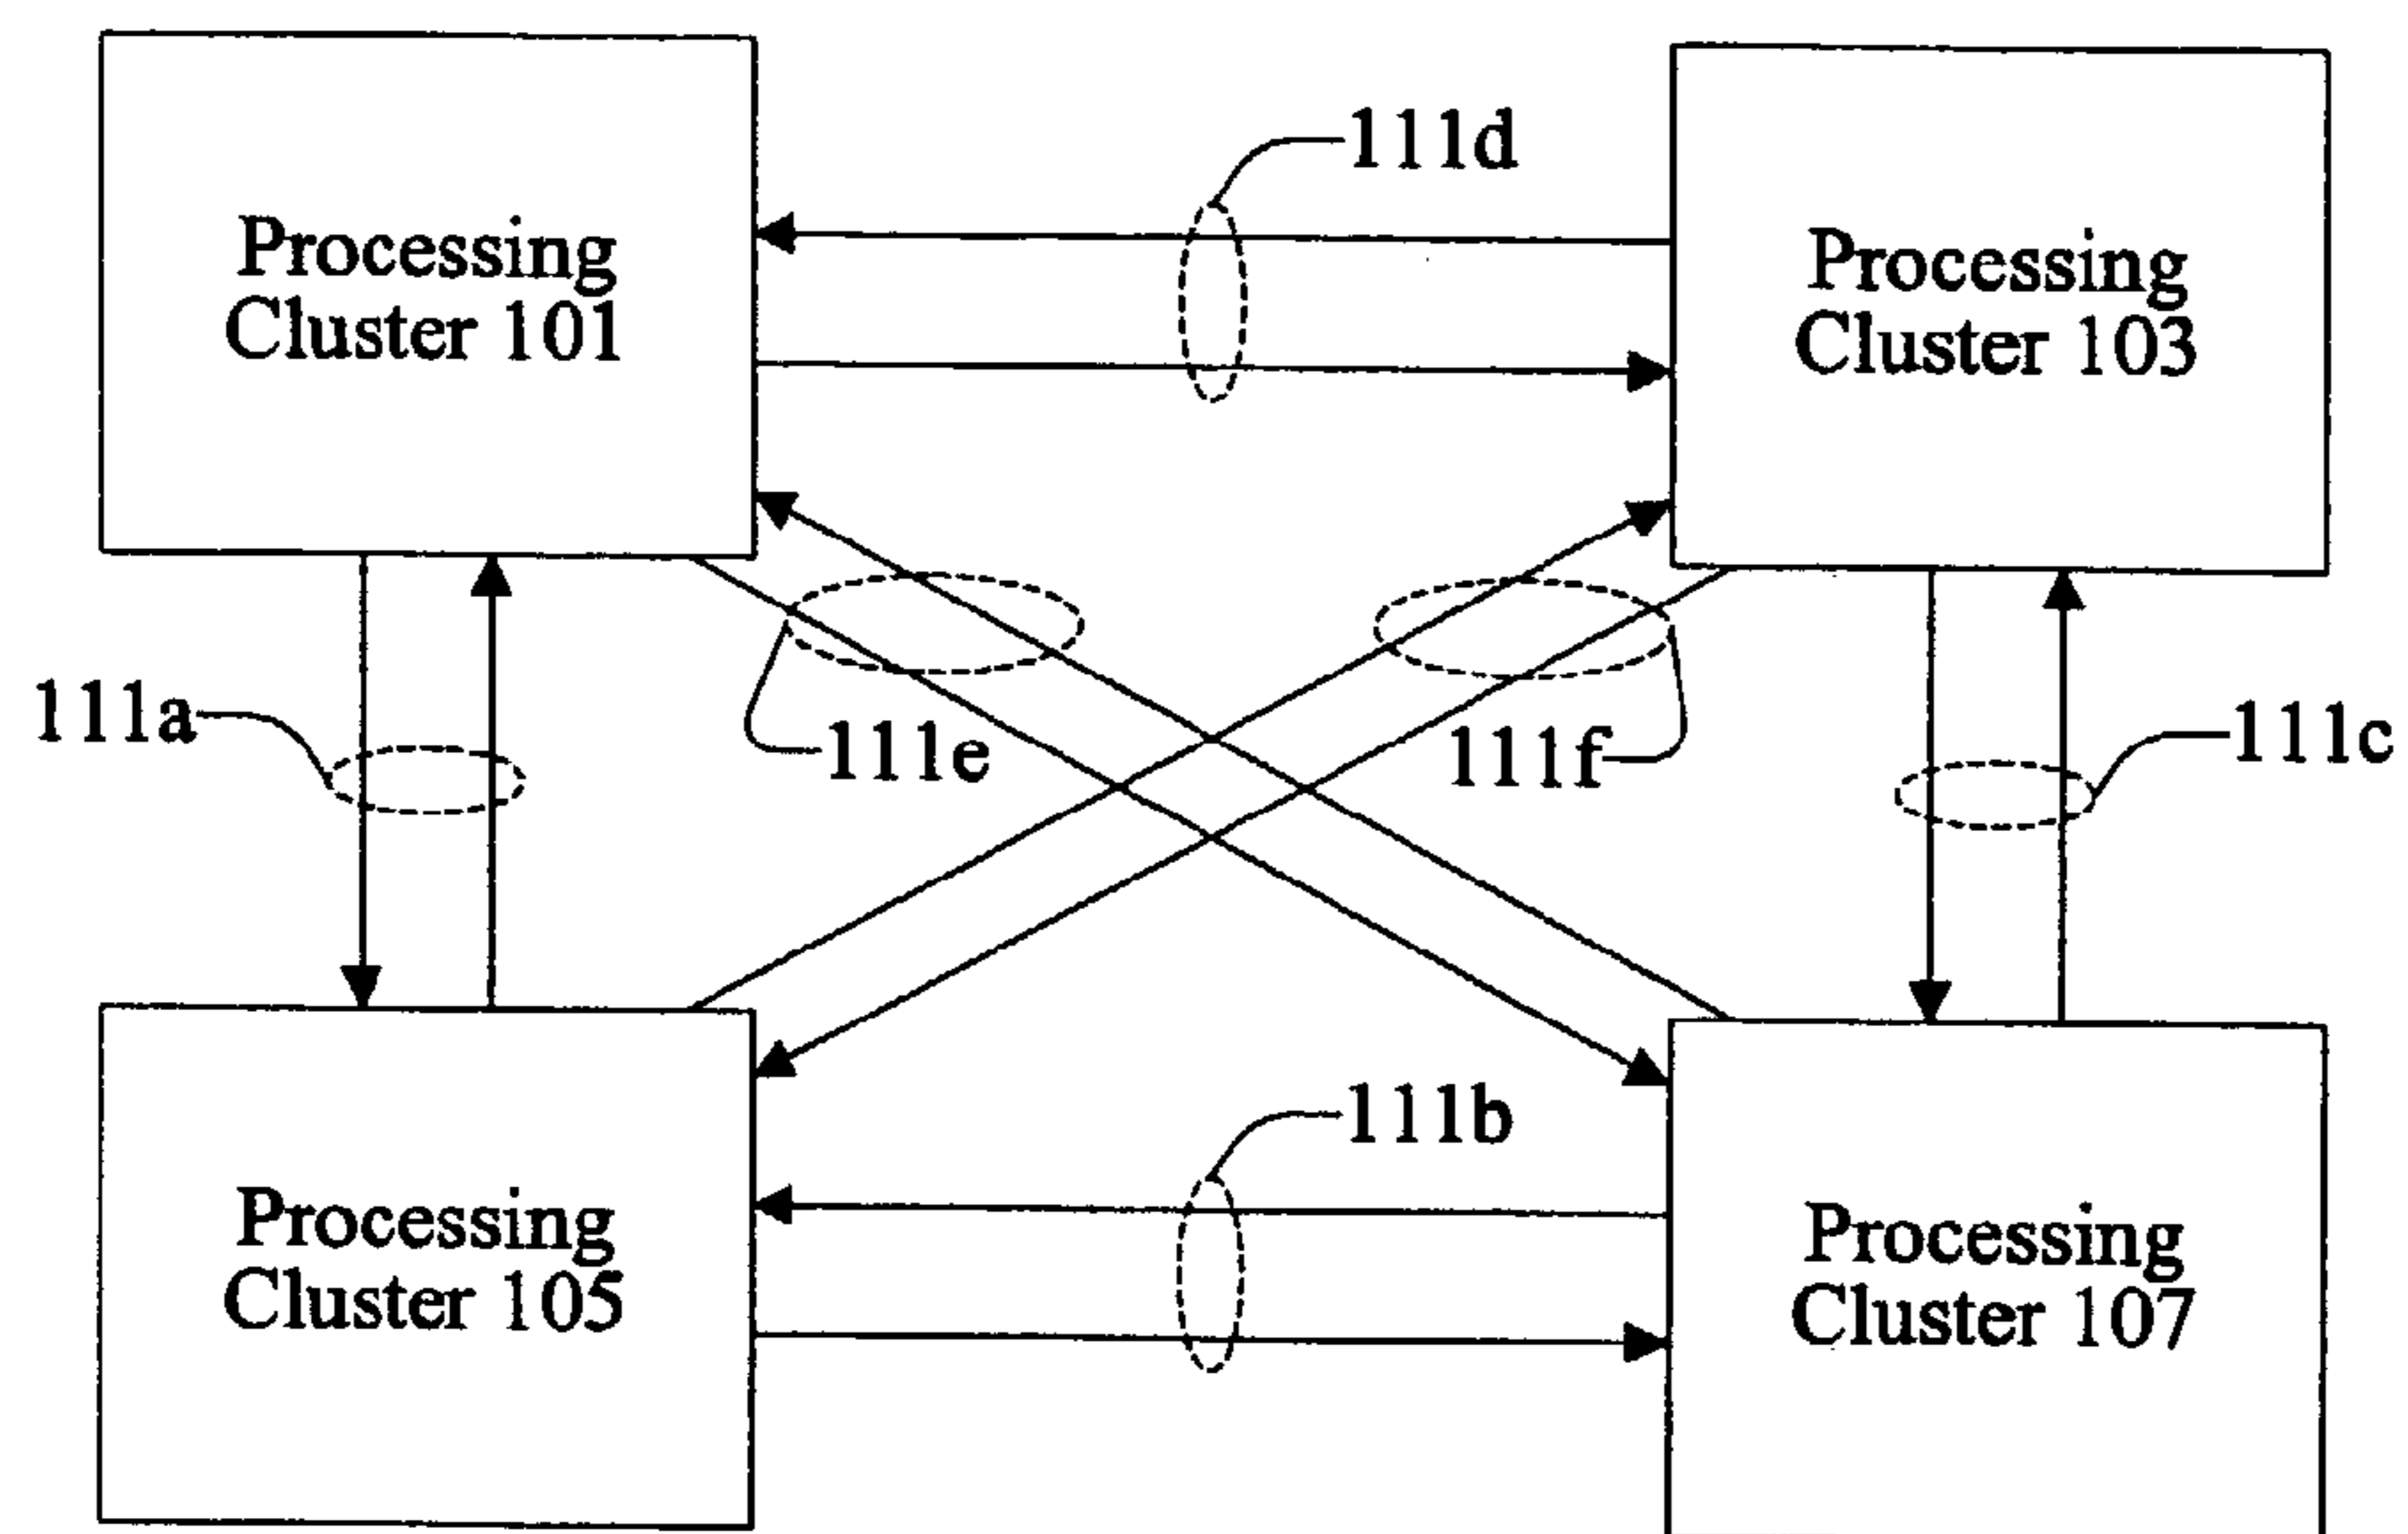 111d
Processing
Cluster 101
Processing
Cluster 103
111a
111e
111f
111c
111b
Processing
Cluster 105
Processing
Cluster 107